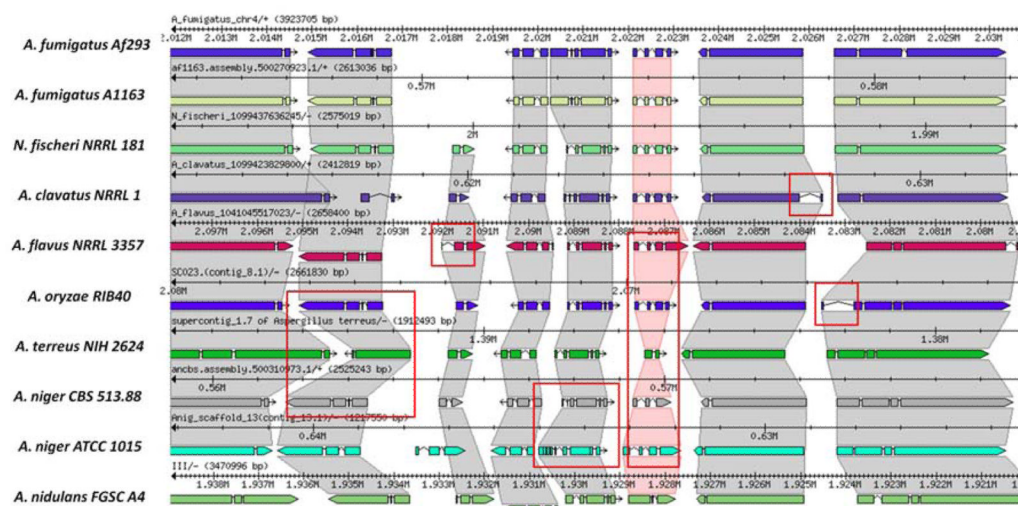 A_fumigatus_chr4/+ (3923705 bp)
2.012M 2.013M 2.014M 2.015M 2.016M 2.017M 2.018M 2.019M 2.02M 2.021M 2.022M 2.023M 2.024M 2.025M 2.026M 2.027M 2.028M 2.029M 2.03M
A. fumigatus Af293
af1163.assembly.500270923.1/+ (2613036 bp)
0.57M 0.58M
A. fumigatus A1163
N_fischeri_1099437636245/- (2575019 bp)
2M 1.99M
N. fischeri NRRL 181
A_clavatus_1099423829800/+ (2412819 bp)
0.62M 0.63M
A. clavatus NRRL 1
A_flavus_1041045517023/- (2658400 bp)
2.097M 2.096M 2.095M 2.094M 2.093M 2.092M 2.091M 2.09M 2.089M 2.088M 2.087M 2.086M 2.085M 2.084M 2.083M 2.082M 2.081M 2.08M
A. flavus NRRL 3357
SC023.(contig_8.1)/- (2661830 bp)
2.08M 2.07M
A. oryzae RIB40
supercontig_1.7 of Aspergillus terreus/- (1912493 bp)
1.39M 1.38M
A. terreus NIH 2624
ancbs.assembly.500310973.1/+ (2525243 bp)
0.56M 0.57M
A. niger CBS 513.88
Anig_scaffold_13(contig_13.1)/- (1217550 bp)
0.64M 0.63M
A. niger ATCC 1015
III/- (3470996 bp)
1.938M 1.937M 1.936M 1.935M 1.934M 1.933M 1.932M 1.931M 1.93M 1.929M 1.928M 1.927M 1.926M 1.925M 1.924M 1.923M 1.922M 1.921M
A. nidulans FGSC A4